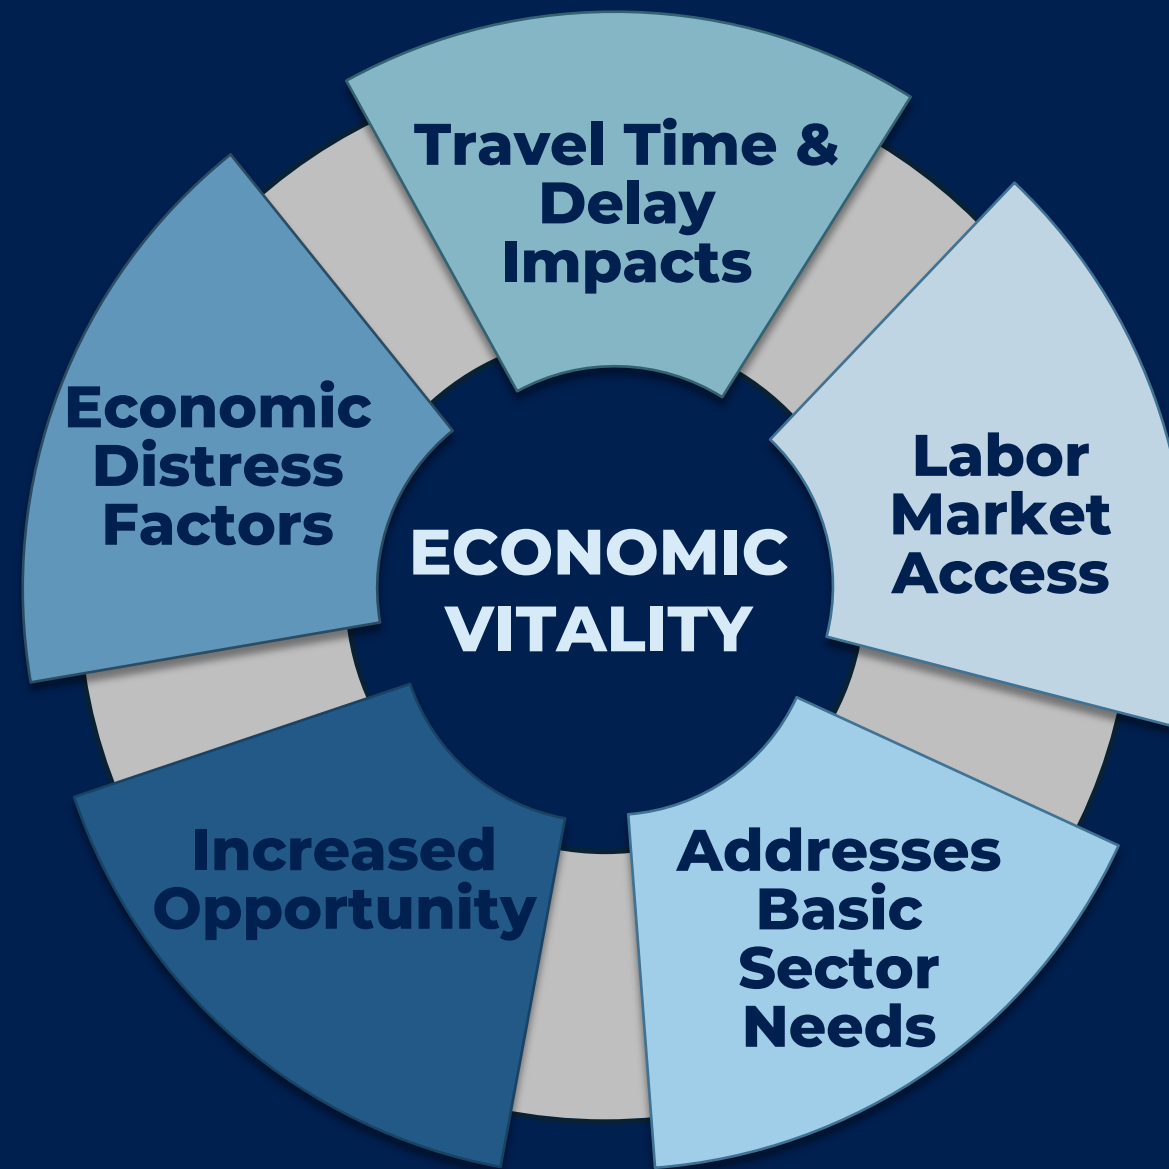 Travel Time &
Delay
Impacts
Labor
Market
Access
Addresses
Basic
Sector
Needs
Increased
Opportunity
Economic
Distress
Factors
ECONOMIC
VITALITY